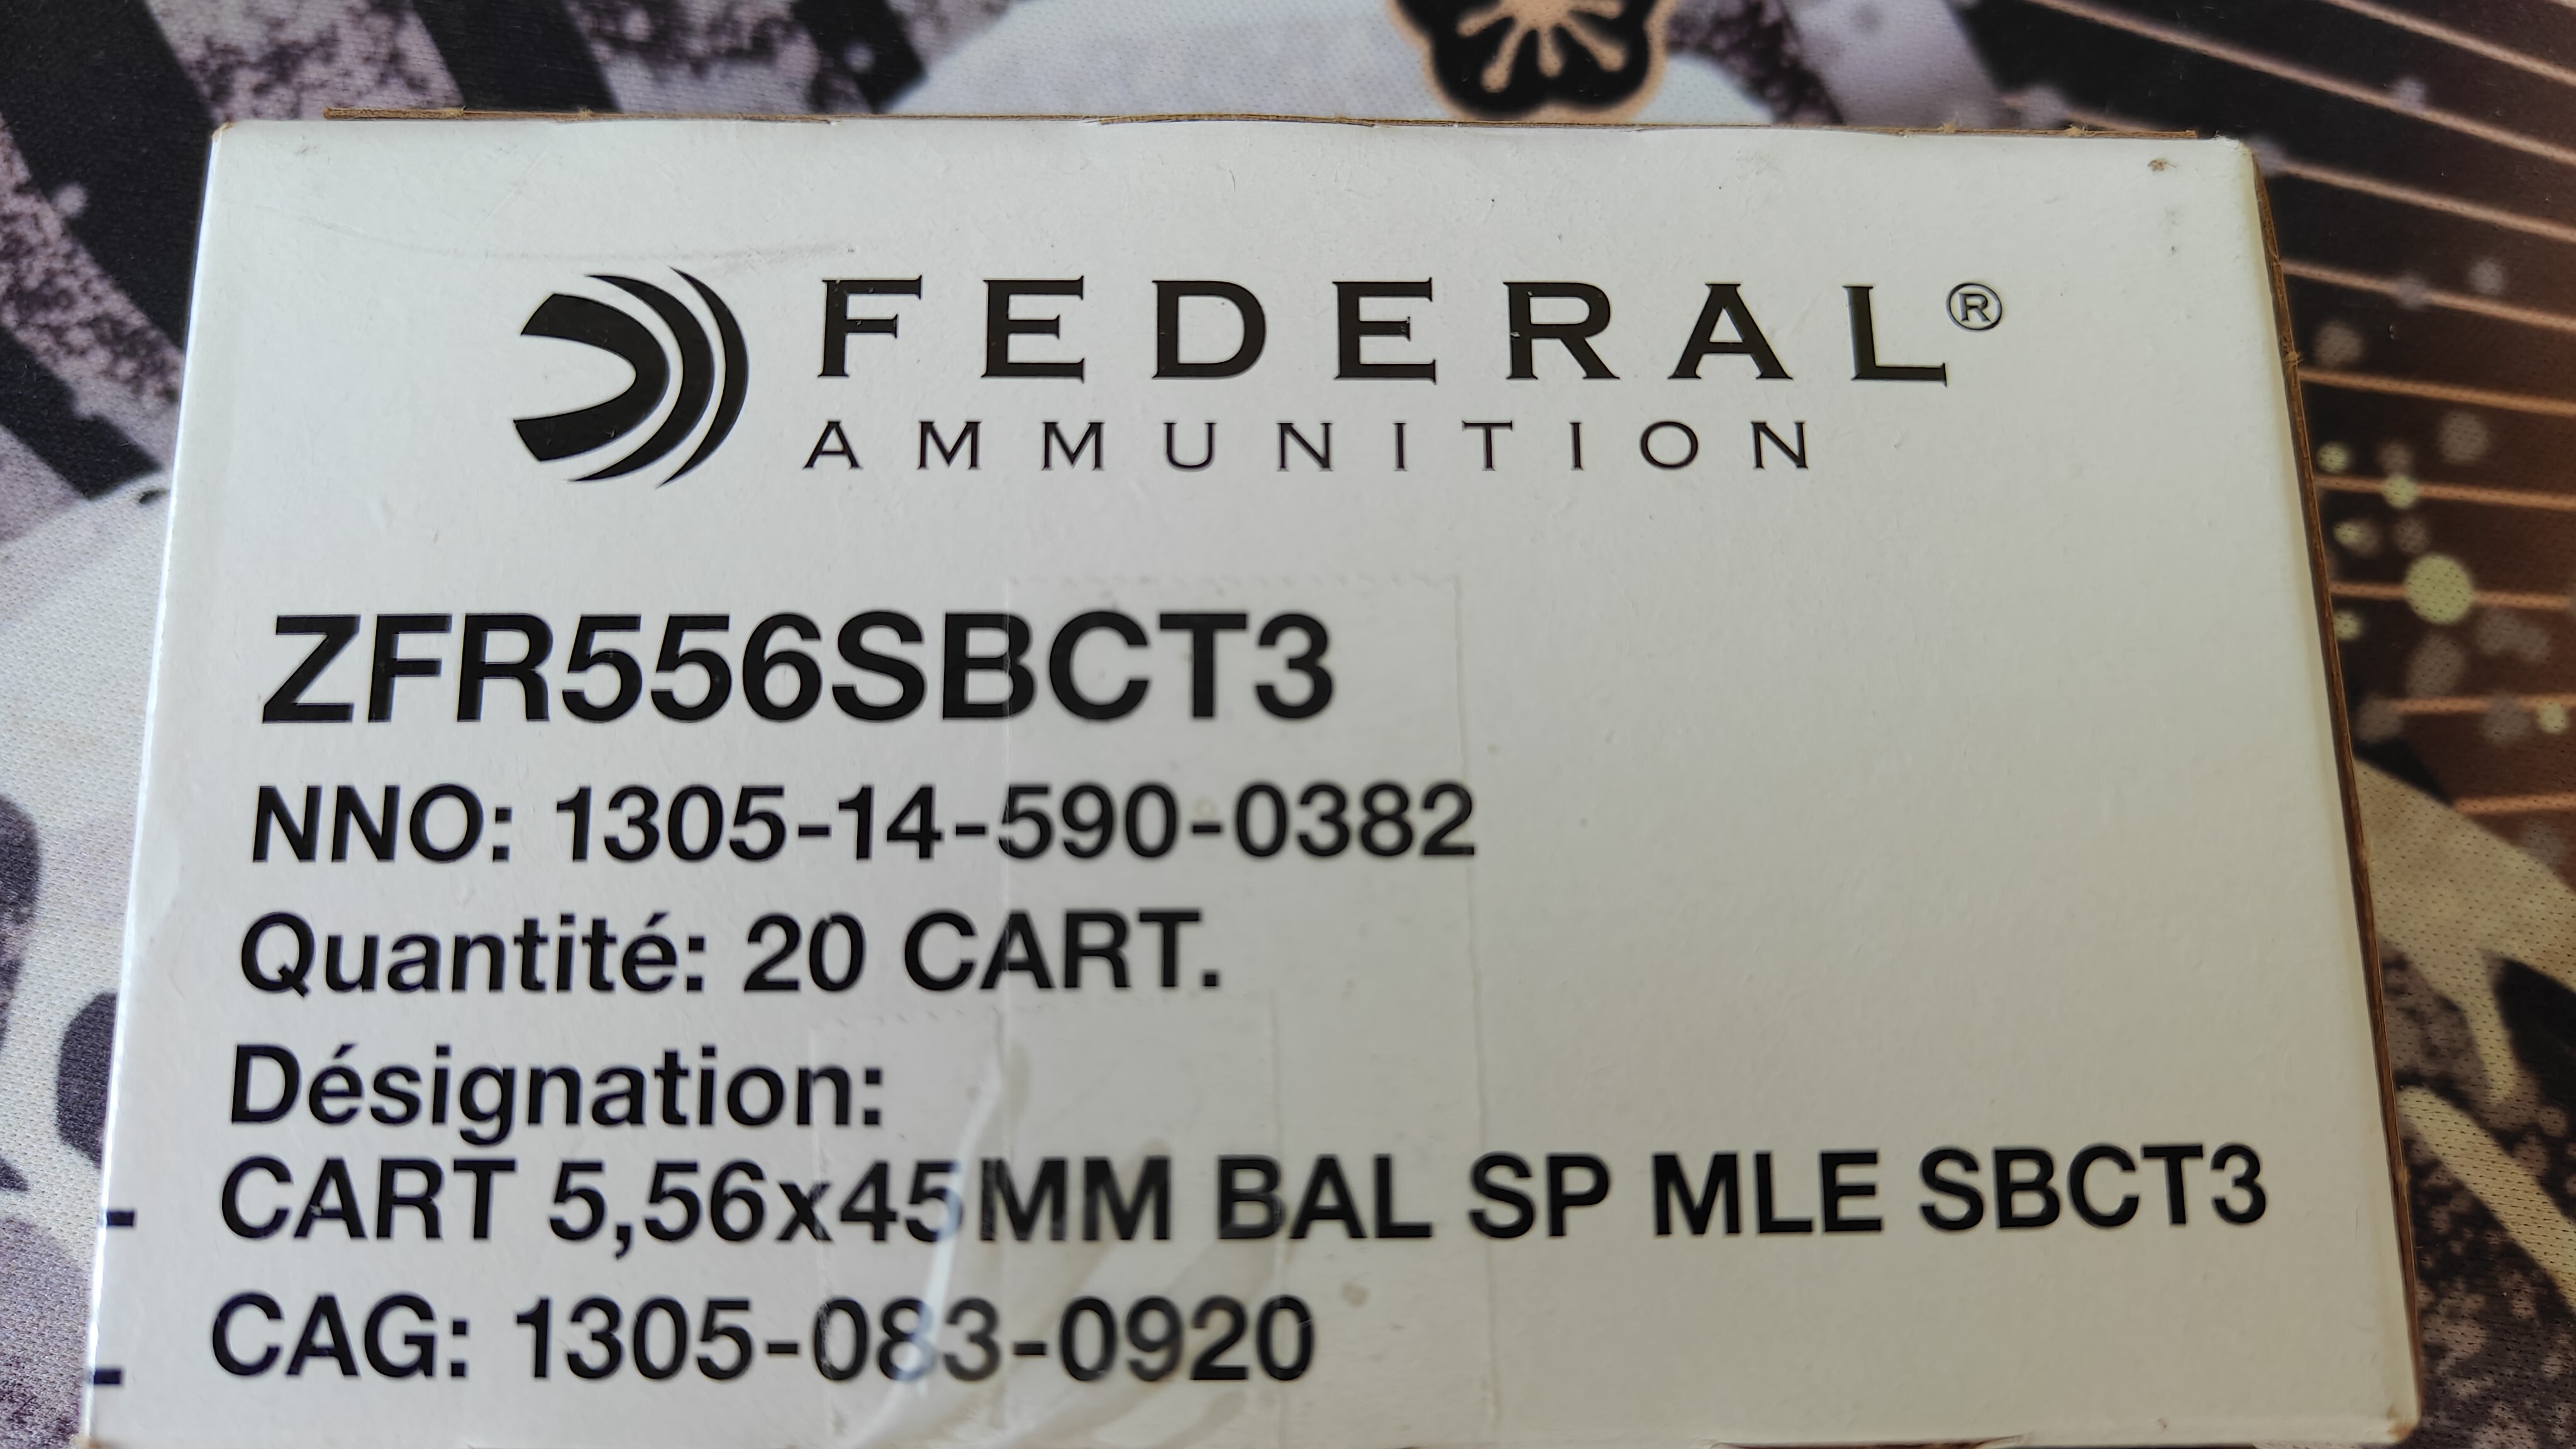 FEDERAL®
AMMUNITION
ZFR556SBCT3
NNO: 1305-14-590-0382
Quantité: 20 CART.
Désignation:
CART 5,56x45MM BAL SP MLE SBCT3
CAG: 1305-083-0920